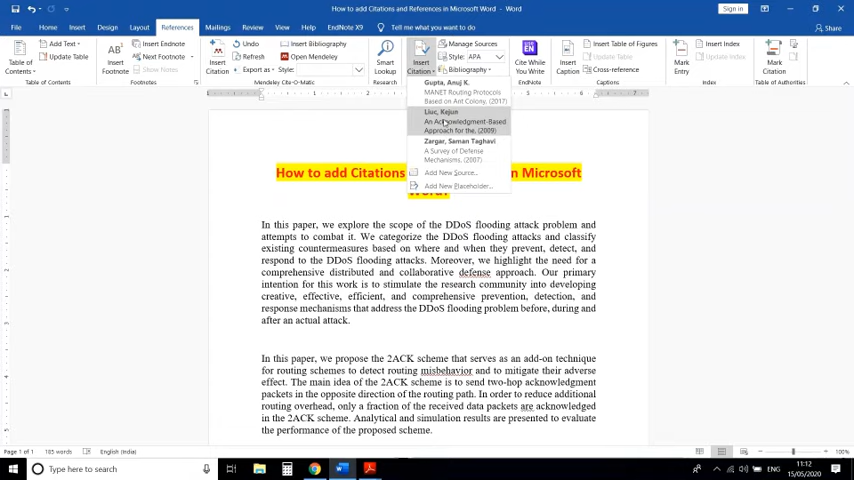 How to add Citations and References in Microsoft Word - Word
Sign in
File Home Insert Design Layout References Mailings Review View Help EndNote X9 Tell me what you want to do
Share
Table of Contents
Add Text
Update Table
Table of Contents
AB
Insert Footnote
Insert Endnote
Next Footnote
Show Notes
Footnotes
Insert Citation
Undo
Refresh
Export as
Insert Bibliography
Open Mendeley
Style:
Mendeley Cite-O-Matic
Smart Lookup
Research
Insert Citation
Manage Sources
Style: APA
Bibliography
EN
Cite While You Write
EndNote
Insert Caption
Insert Table of Figures
Update Table
Cross-reference
Captions
Mark Entry
Insert Index
Update Index
Index
Mark Citation
Table of Authorities
Gupta, Anuj K.
MANET Routing Protocols
Based on Ant Colony, (2017)
Liuc, Kejun
An Acknowledgment-Based
Approach for the, (2009)
Zargar, Saman Taghavi
A Survey of Defense
Mechanisms, (2007)
Add New Source...
Add New Placeholder...
How to add Citations in Microsoft
In this paper, we explore the scope of the DDoS flooding attack problem and
attempts to combat it. We categorize the DDoS flooding attacks and classify
existing countermeasures based on where and when they prevent, detect, and
respond to the DDoS flooding attacks. Moreover, we highlight the need for a
comprehensive distributed and collaborative defense approach. Our primary
intention for this work is to stimulate the research community into developing
creative, effective, efficient, and comprehensive prevention, detection, and
response mechanisms that address the DDoS flooding problem before, during and
after an actual attack.
In this paper, we propose the 2ACK scheme that serves as an add-on technique
for routing schemes to detect routing misbehavior and to mitigate their adverse
effect. The main idea of the 2ACK scheme is to send two-hop acknowledgment
packets in the opposite direction of the routing path. In order to reduce additional
routing overhead, only a fraction of the received data packets are acknowledged
in the 2ACK scheme. Analytical and simulation results are presented to evaluate
the performance of the proposed scheme.
Page 1 of 1 185 words English (India)
100%
Type here to search
ENG
11:12
15/05/2020